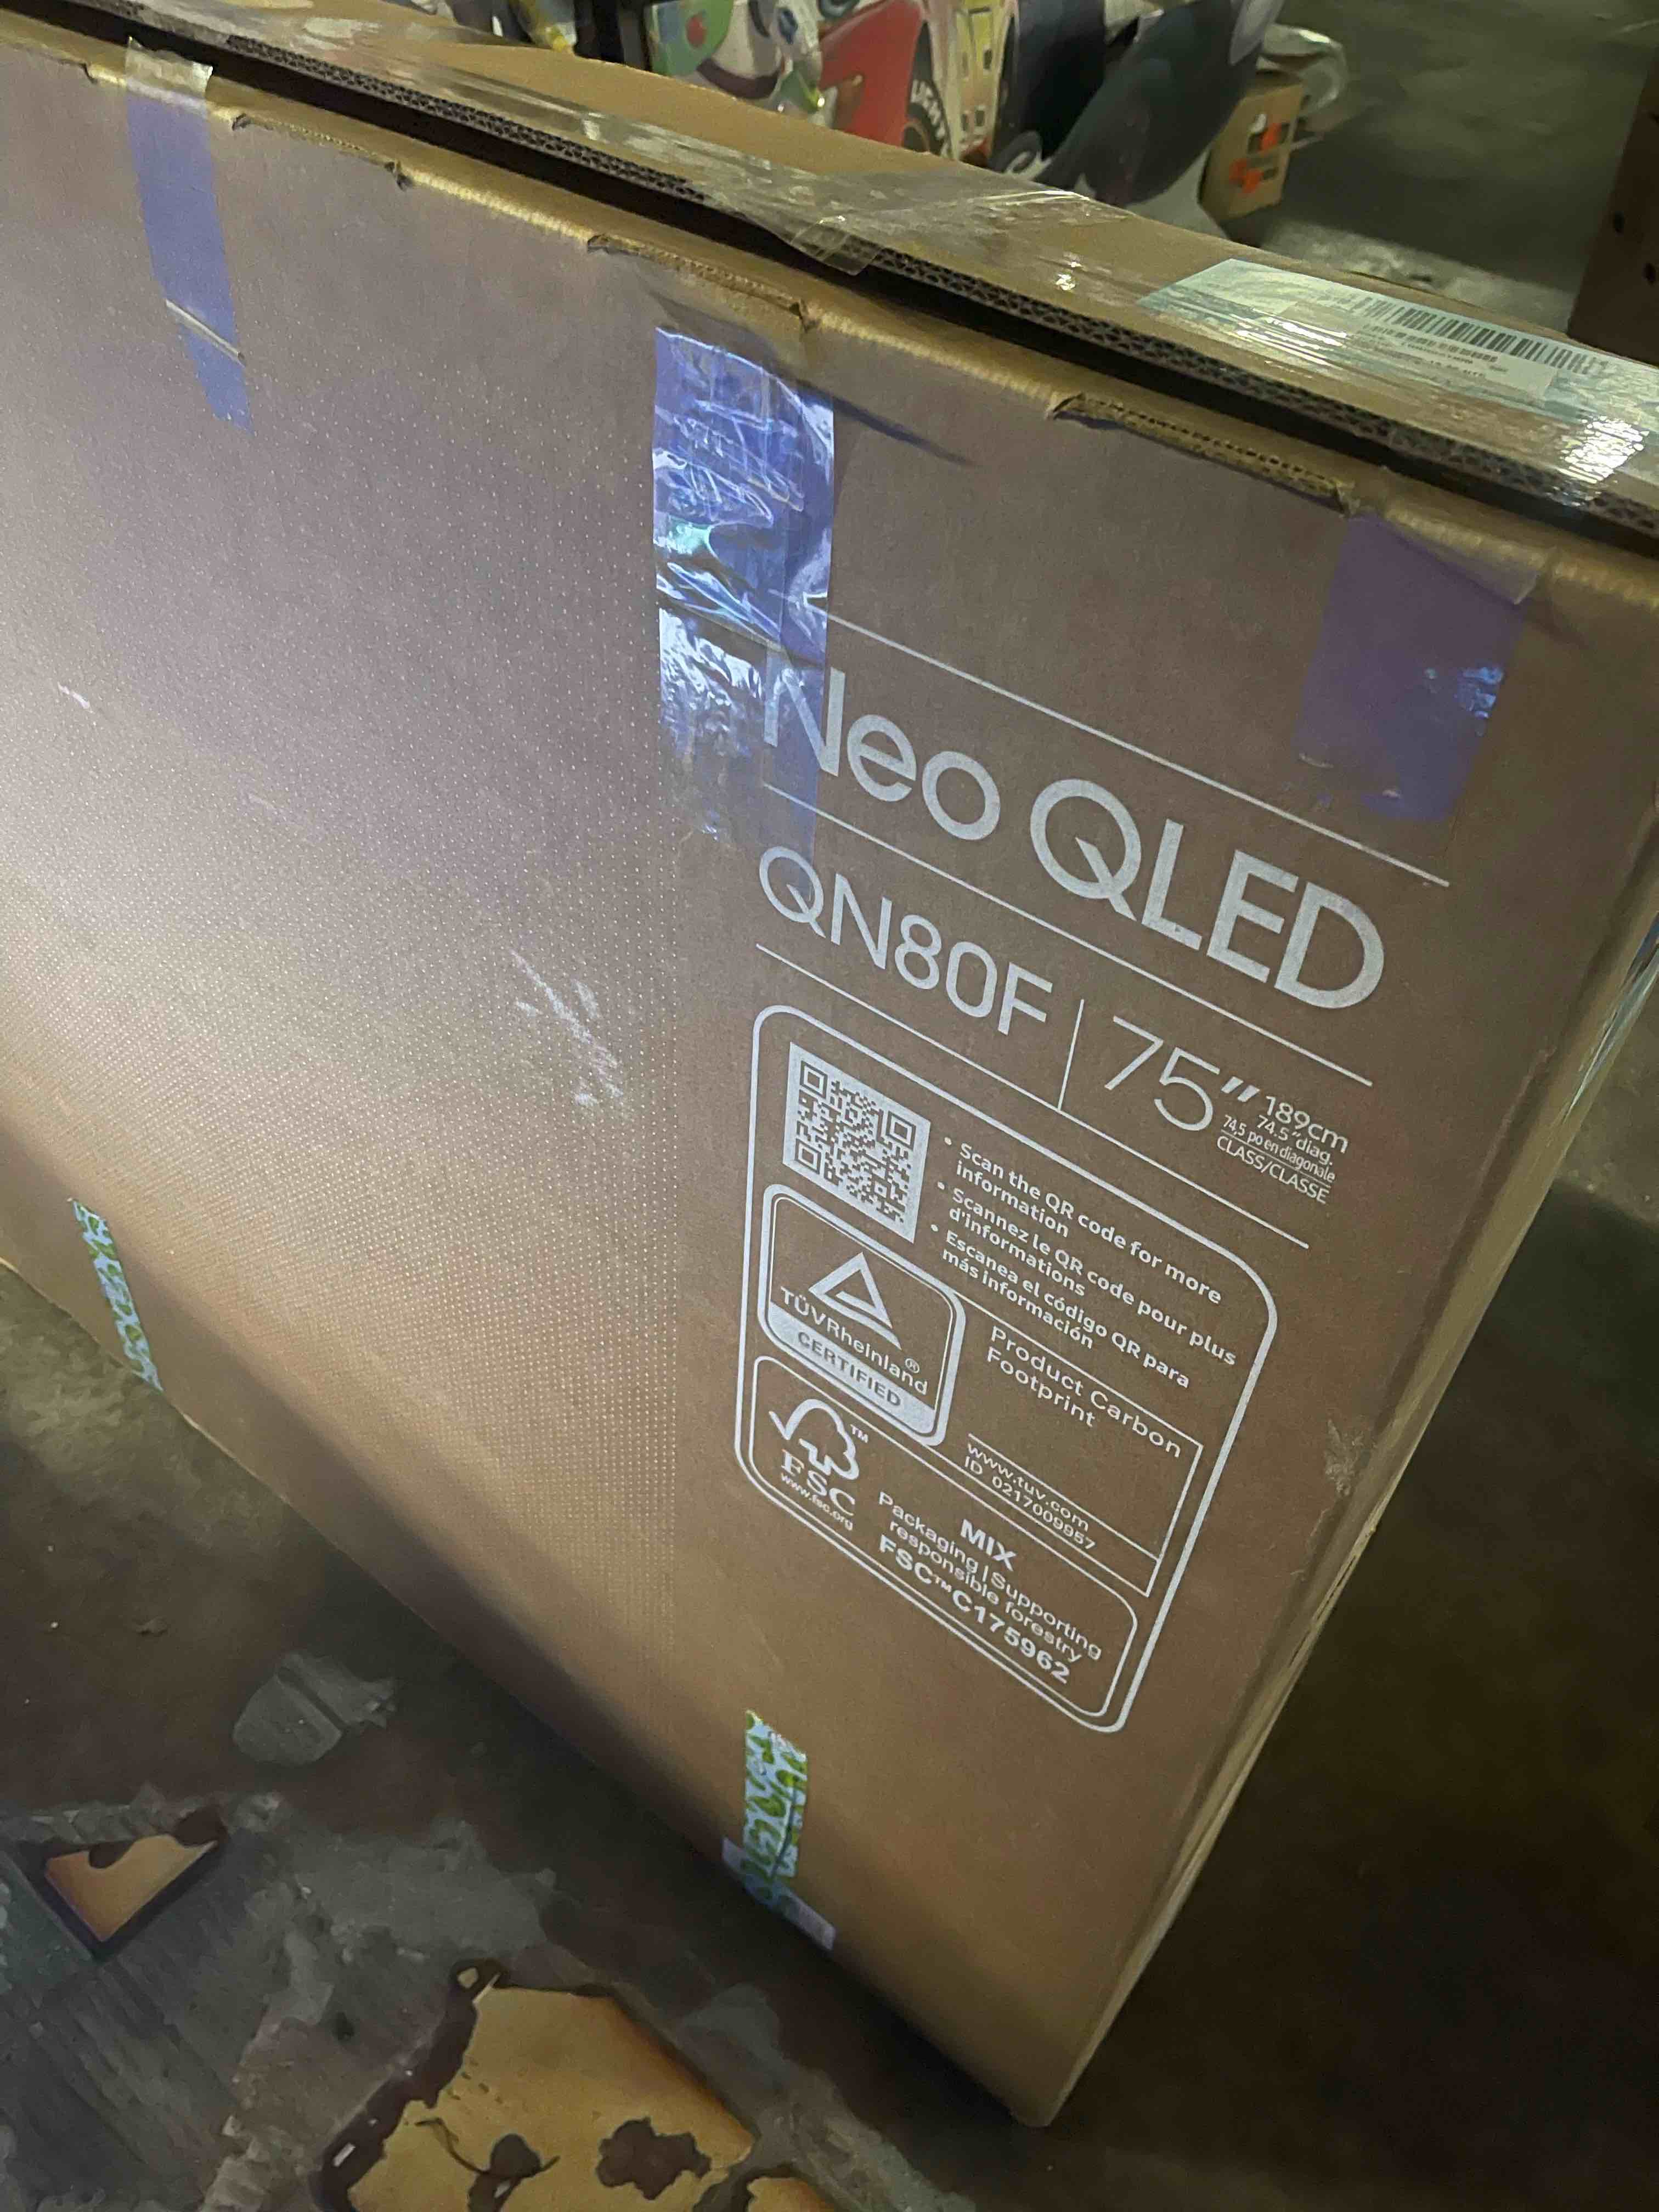 Neo QLED
QN80F
75"
189cm
74.5" diag.
74,5 po en diagonale
CLASS/CLASSE
• Scan the QR code for more
information
• Scannez le QR code pour plus
d'informations
• Escanea el código QR para
más información
TÜVRheinland®
CERTIFIED
Product Carbon
Footprint
www.tuv.com
ID 0217009957
FSC™
www.fsc.org
MIX
Packaging | Supporting
responsible forestry
FSC™ C175962